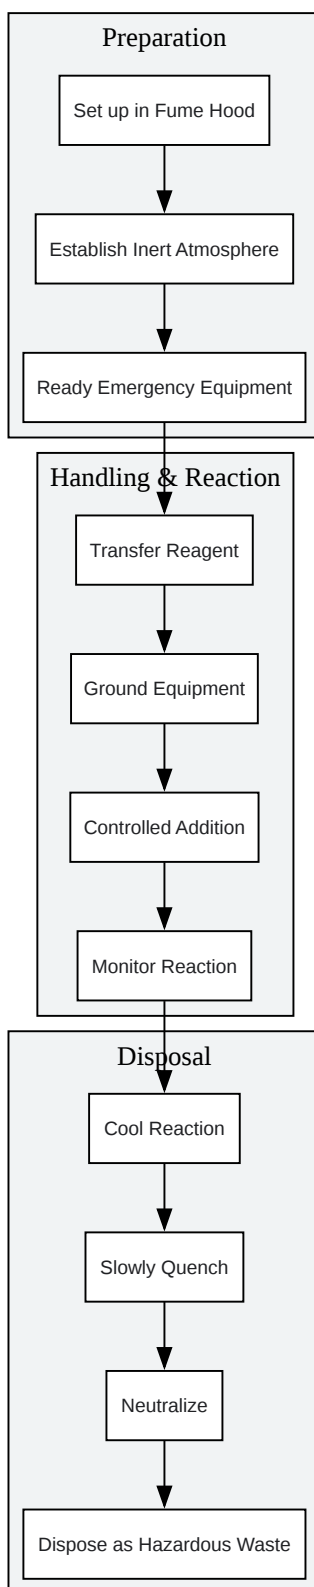 Preparation
Set up in Fume Hood
Establish Inert Atmosphere
Ready Emergency Equipment
Handling & Reaction
Transfer Reagent
Ground Equipment
Controlled Addition
Monitor Reaction
Disposal
Cool Reaction
Slowly Quench
Neutralize
Dispose as Hazardous Waste